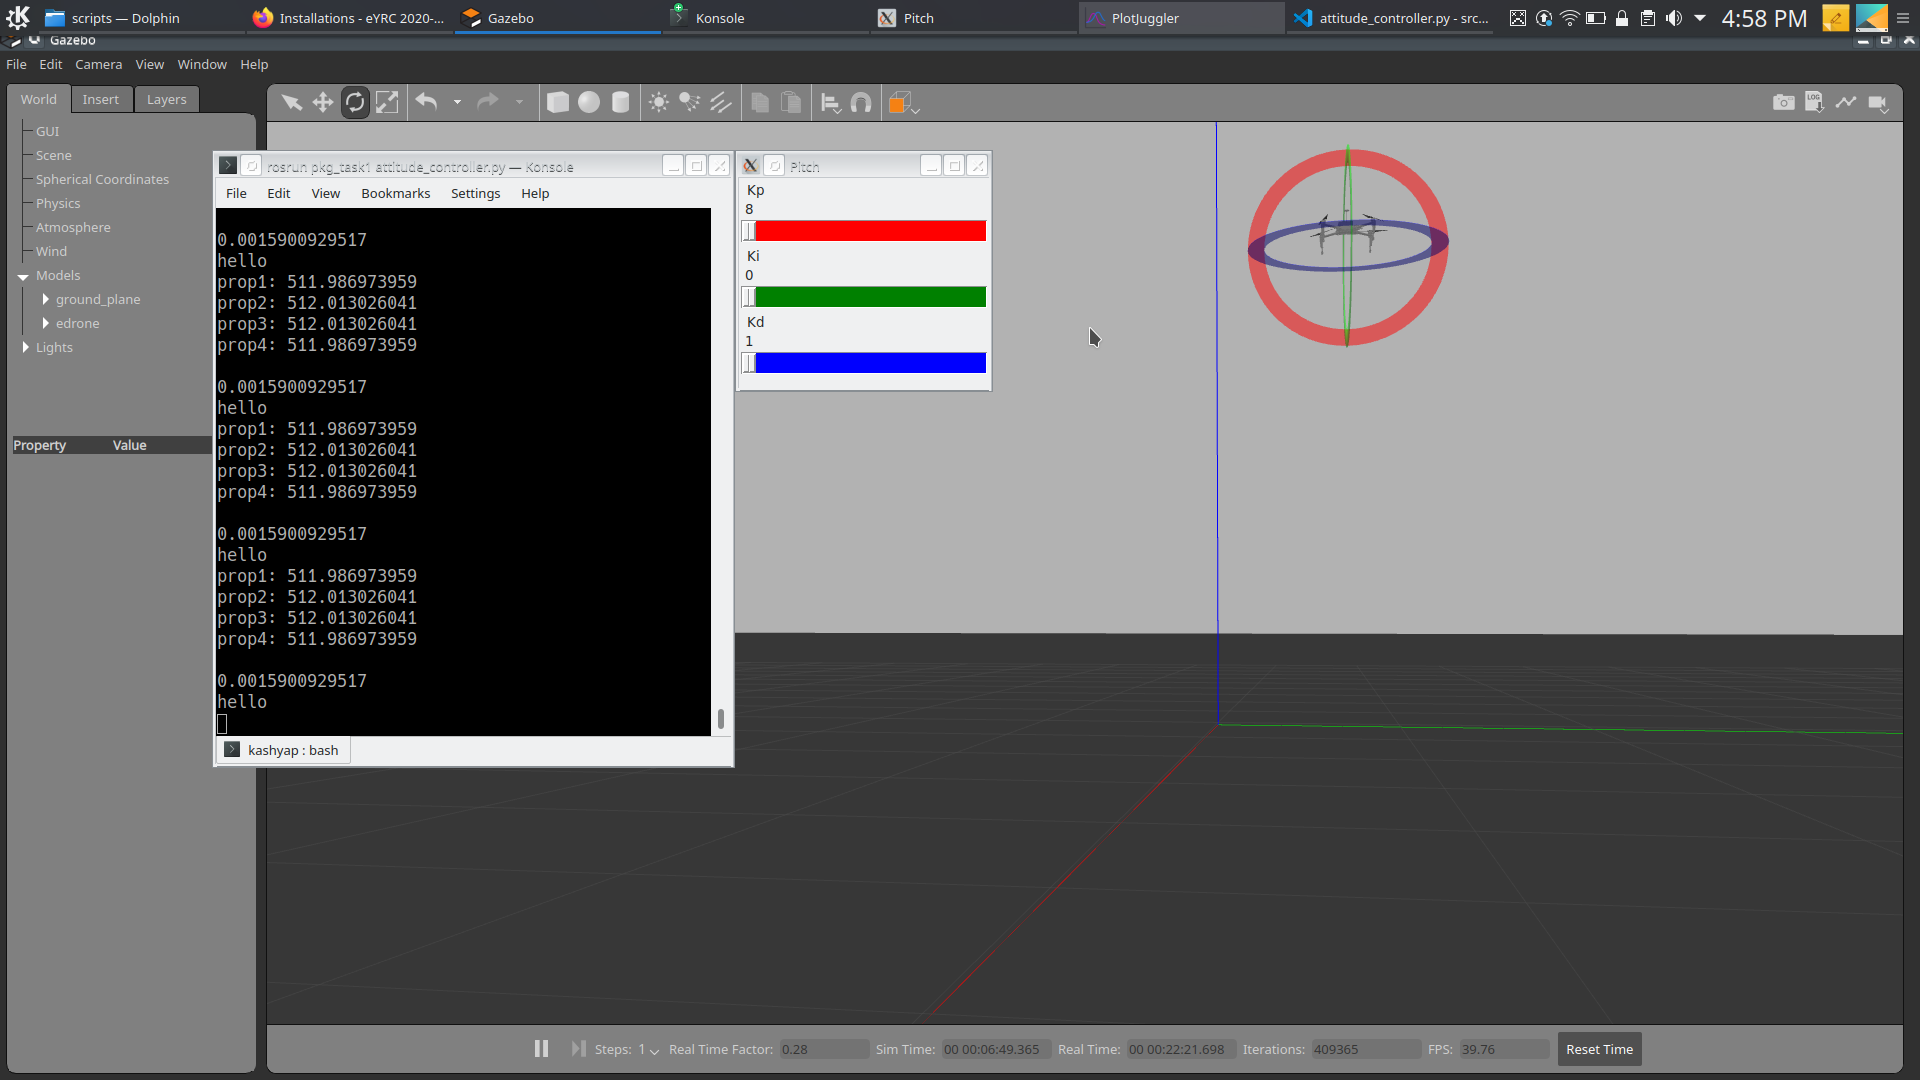 scripts — Dolphin
Installations - eYRC 2020-...
Gazebo
Konsole
Pitch
PlotJuggler
attitude_controller.py - src...
4:58 PM
Gazebo
File Edit Camera View Window Help
World Insert Layers
GUI
Scene
Spherical Coordinates
Physics
Atmosphere
Wind
Models
ground_plane
edrone
Lights
Property Value
LOG
rosrun pkg_task1 attitude_controller.py — Konsole
File Edit View Bookmarks Settings Help
0.0015900929517
hello
prop1: 511.986973959
prop2: 512.013026041
prop3: 512.013026041
prop4: 511.986973959
0.0015900929517
hello
prop1: 511.986973959
prop2: 512.013026041
prop3: 512.013026041
prop4: 511.986973959
0.0015900929517
hello
prop1: 511.986973959
prop2: 512.013026041
prop3: 512.013026041
prop4: 511.986973959
0.0015900929517
hello
kashyap : bash
Pitch
Kp
8
Ki
0
Kd
1
Steps: 1 Real Time Factor: 0.28 Sim Time: 00 00:06:49.365 Real Time: 00 00:22:21.698 Iterations: 409365 FPS: 39.76 Reset Time